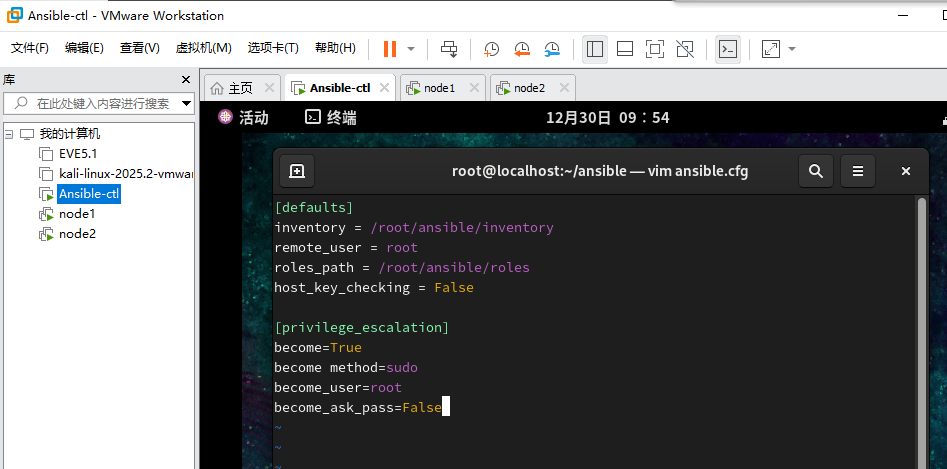 Ansible-ctl - VMware Workstation
文件(F) 编辑(E) 查看(V) 虚拟机(M) 选项卡(T) 帮助(H)
库
在此处键入内容进行搜索
我的计算机
EVE5.1
kali-linux-2025.2-vmwar
Ansible-ctl
node1
node2
主页 Ansible-ctl node1 node2
活动 终端 12月30日 09：54
root@localhost:~/ansible — vim ansible.cfg
[defaults]
inventory = /root/ansible/inventory
remote_user = root
roles_path = /root/ansible/roles
host_key_checking = False
[privilege_escalation]
become=True
become method=sudo
become_user=root
become_ask_pass=False
~
~
~